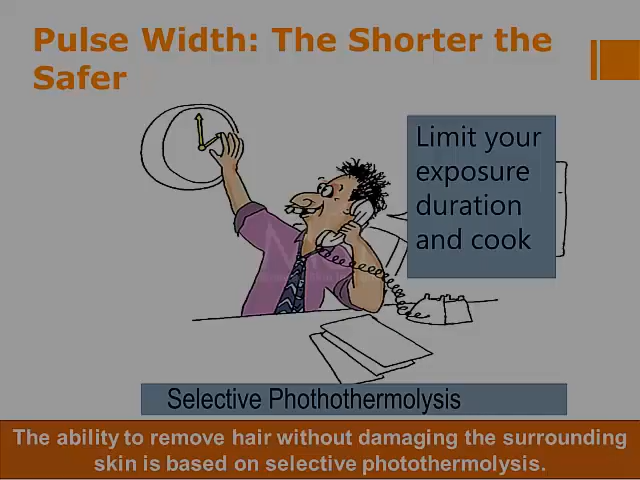 Pulse Width: The Shorter the
Safer
Limit your
exposure
duration
and cook
Selective Phothothermolysis
The ability to remove hair without damaging the surrounding
skin is based on selective photothermolysis.